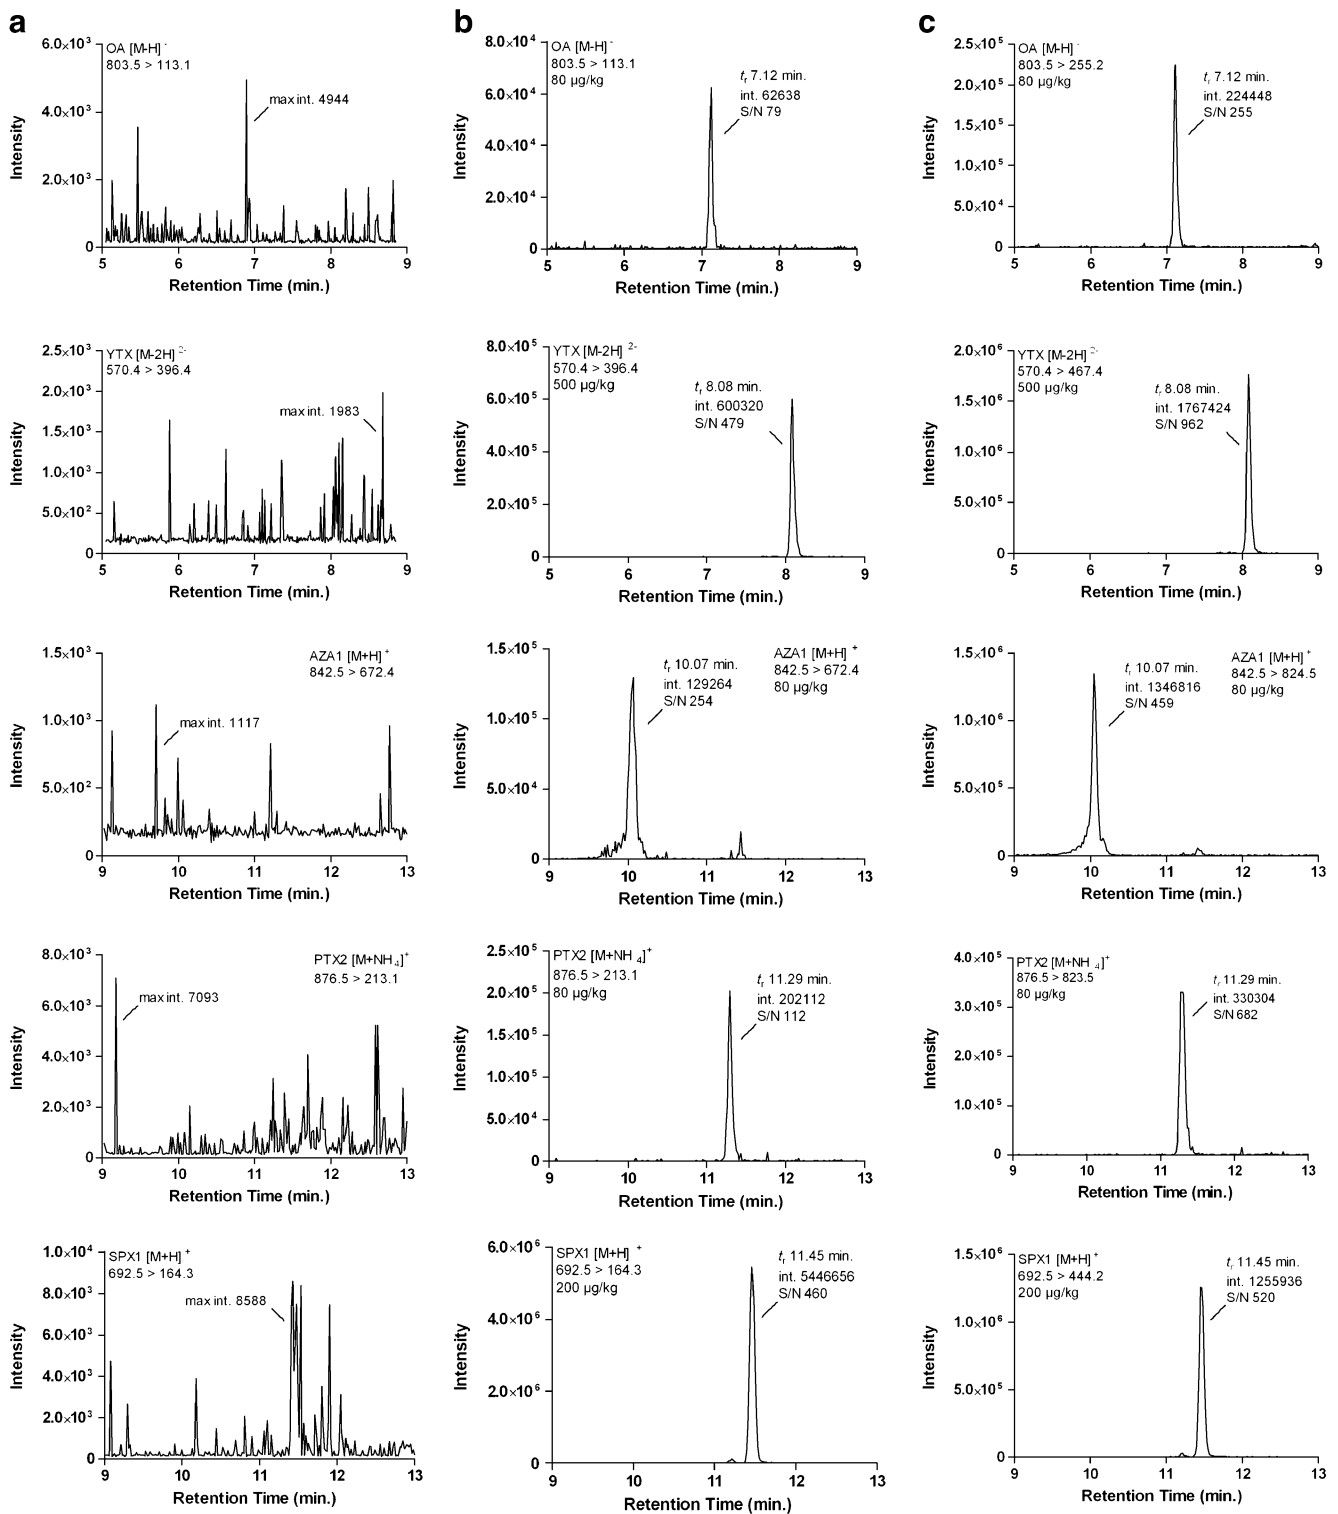 a
6.0×10³
4.0×10³
2.0×10³
0
5 6 7 8 9
Intensity
Retention Time (min.)
OA [M-H]⁻
803.5 > 113.1
max int. 4944
b
8.0×10⁴
6.0×10⁴
4.0×10⁴
2.0×10⁴
0
5 6 7 8 9
Intensity
Retention Time (min.)
OA [M-H]⁻
803.5 > 113.1
80 µg/kg
tᵣ 7.12 min.
int. 62638
S/N 79
c
2.5×10⁵
2.0×10⁵
1.5×10⁵
1.0×10⁵
5.0×10⁴
0
5 6 7 8 9
Intensity
Retention Time (min.)
OA [M-H]⁻
803.5 > 255.2
80 µg/kg
tᵣ 7.12 min.
int. 224448
S/N 255
2.5×10³
2.0×10³
1.5×10³
1.0×10³
5.0×10²
0
5 6 7 8 9
Intensity
Retention Time (min.)
YTX [M-2H]²⁻
570.4 > 396.4
max int. 1983
8.0×10⁵
6.0×10⁵
4.0×10⁵
2.0×10⁵
0
5 6 7 8 9
Intensity
Retention Time (min.)
YTX [M-2H]²⁻
570.4 > 396.4
500 µg/kg
tᵣ 8.08 min.
int. 600320
S/N 479
2.0×10⁶
1.5×10⁶
1.0×10⁶
5.0×10⁵
0
5 6 7 8 9
Intensity
Retention Time (min.)
YTX [M-2H]²⁻
570.4 > 467.4
500 µg/kg
tᵣ 8.08 min.
int. 1767424
S/N 962
1.5×10³
1.0×10³
5.0×10²
0
9 10 11 12 13
Intensity
Retention Time (min.)
AZA1 [M+H]⁺
842.5 > 672.4
max int. 1117
1.5×10⁵
1.0×10⁵
5.0×10⁴
0
9 10 11 12 13
Intensity
Retention Time (min.)
tᵣ 10.07 min.
int. 129264
S/N 254
AZA1 [M+H]⁺
842.5 > 672.4
80 µg/kg
1.5×10⁶
1.0×10⁶
5.0×10⁵
0
9 10 11 12 13
Intensity
Retention Time (min.)
tᵣ 10.07 min.
int. 1346816
S/N 459
AZA1 [M+H]⁺
842.5 > 824.5
80 µg/kg
8.0×10³
6.0×10³
4.0×10³
2.0×10³
0
9 10 11 12 13
Intensity
Retention Time (min.)
PTX2 [M+NH₄]⁺
876.5 > 213.1
max int. 7093
2.5×10⁵
2.0×10⁵
1.5×10⁵
1.0×10⁵
5.0×10⁴
0
9 10 11 12 13
Intensity
Retention Time (min.)
PTX2 [M+NH₄]⁺
876.5 > 213.1
80 µg/kg
tᵣ 11.29 min.
int. 202112
S/N 112
4.0×10⁵
3.0×10⁵
2.0×10⁵
1.0×10⁵
0
9 10 11 12 13
Intensity
Retention Time (min.)
PTX2 [M+NH₄]⁺
876.5 > 823.5
80 µg/kg
tᵣ 11.29 min.
int. 330304
S/N 682
1.0×10⁴
8.0×10³
6.0×10³
4.0×10³
2.0×10³
0
9 10 11 12 13
Intensity
Retention Time (min.)
SPX1 [M+H]⁺
692.5 > 164.3
max int. 8588
6.0×10⁶
4.0×10⁶
2.0×10⁶
0
9 10 11 12 13
Intensity
Retention Time (min.)
SPX1 [M+H]⁺
692.5 > 164.3
200 µg/kg
tᵣ 11.45 min.
int. 5446656
S/N 460
1.5×10⁶
1.0×10⁶
5.0×10⁵
0
9 10 11 12 13
Intensity
Retention Time (min.)
SPX1 [M+H]⁺
692.5 > 444.2
200 µg/kg
tᵣ 11.45 min.
int. 1255936
S/N 520